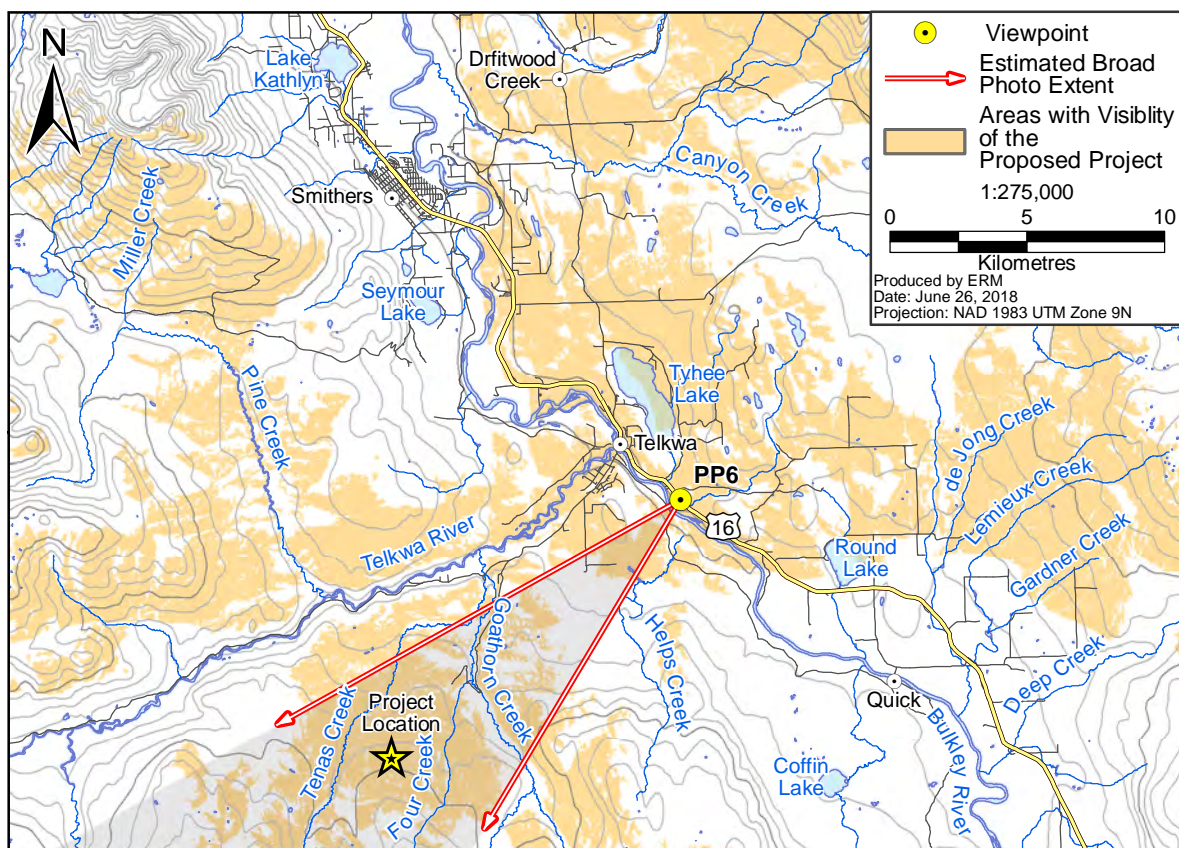 N
Lake
Kathlyn
Drfitwood
Creek
Canyon Creek
Miller Creek
Smithers
Seymour
Lake
Pine Creek
Tyhee
Lake
Telkwa
PP6
16
Telkwa River
Round
Lake
de Jong Creek
Lemieux Creek
Gardner Creek
Deep Creek
Goathorn Creek
Helps Creek
Quick
Bulkley River
Project
Location
Tenas Creek
Four Creek
Coffin
Lake
Viewpoint
Estimated Broad
Photo Extent
Areas with Visiblity
of the
Proposed Project
1:275,000
0 5 10
Kilometres
Produced by ERM
Date: June 26, 2018
Projection: NAD 1983 UTM Zone 9N